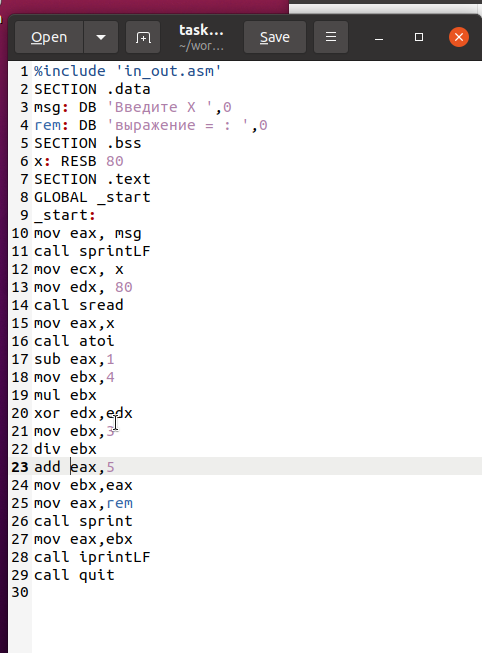 Open
task...
~/wor...
Save
1 %include 'in_out.asm'
2 SECTION .data
3 msg: DB 'Введите X ',0
4 rem: DB 'выражение = : ',0
5 SECTION .bss
6 x: RESB 80
7 SECTION .text
8 GLOBAL _start
9 _start:
10 mov eax, msg
11 call sprintLF
12 mov ecx, x
13 mov edx, 80
14 call sread
15 mov eax,x
16 call atoi
17 sub eax,1
18 mov ebx,4
19 mul ebx
20 xor edx,edx
21 mov ebx,3
22 div ebx
23 add eax,5
24 mov ebx,eax
25 mov eax,rem
26 call sprint
27 mov eax,ebx
28 call iprintLF
29 call quit
30